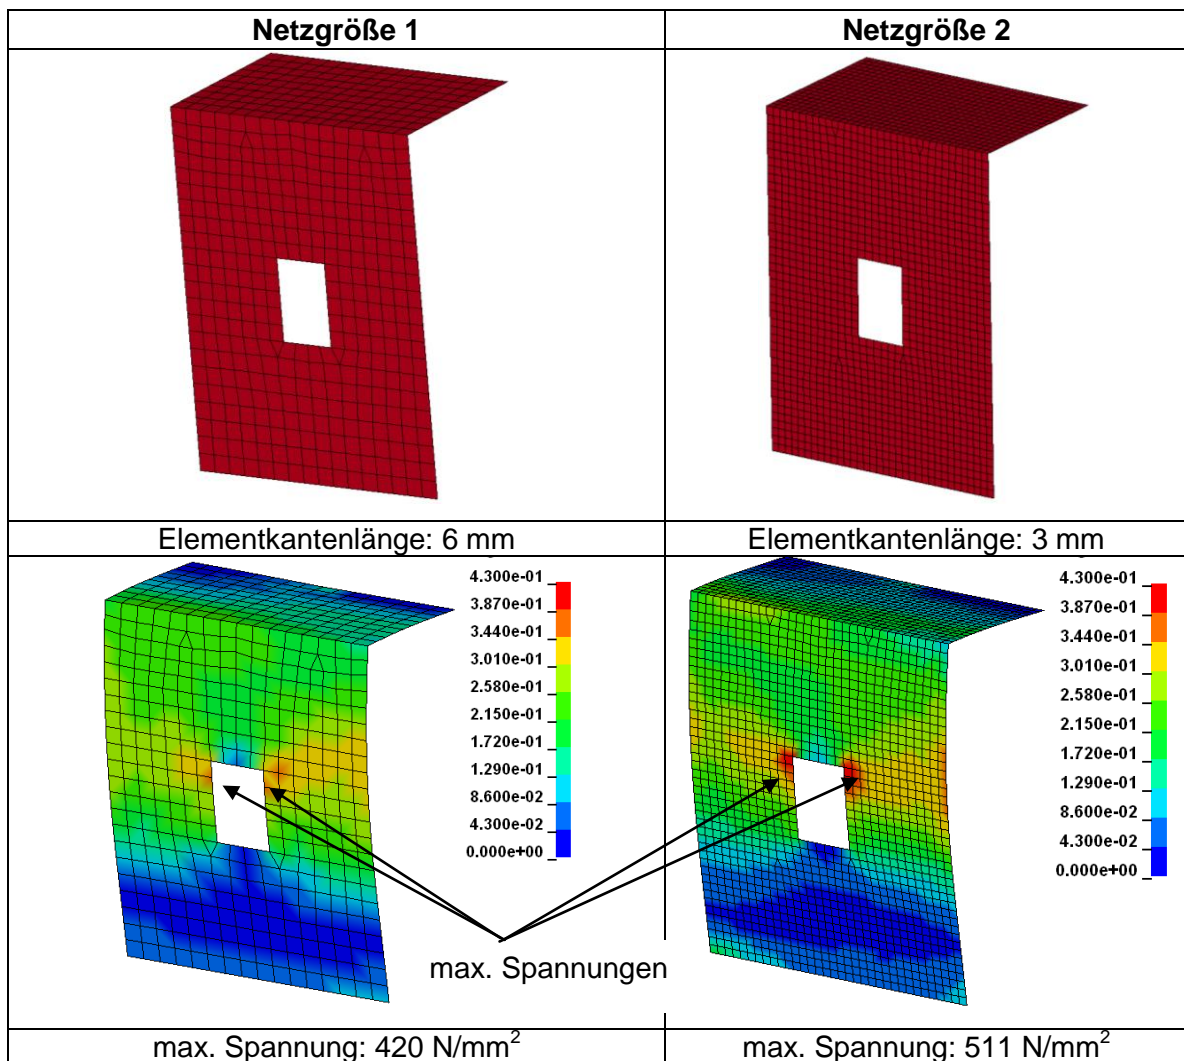 Netzgröße 1
Netzgröße 2
Elementkantenlänge: 6 mm
Elementkantenlänge: 3 mm
4.300e-01
3.870e-01
3.440e-01
3.010e-01
2.580e-01
2.150e-01
1.720e-01
1.290e-01
8.600e-02
4.300e-02
0.000e+00
4.300e-01
3.870e-01
3.440e-01
3.010e-01
2.580e-01
2.150e-01
1.720e-01
1.290e-01
8.600e-02
4.300e-02
0.000e+00
max. Spannungen
max. Spannung: 420 N/mm²
max. Spannung: 511 N/mm²